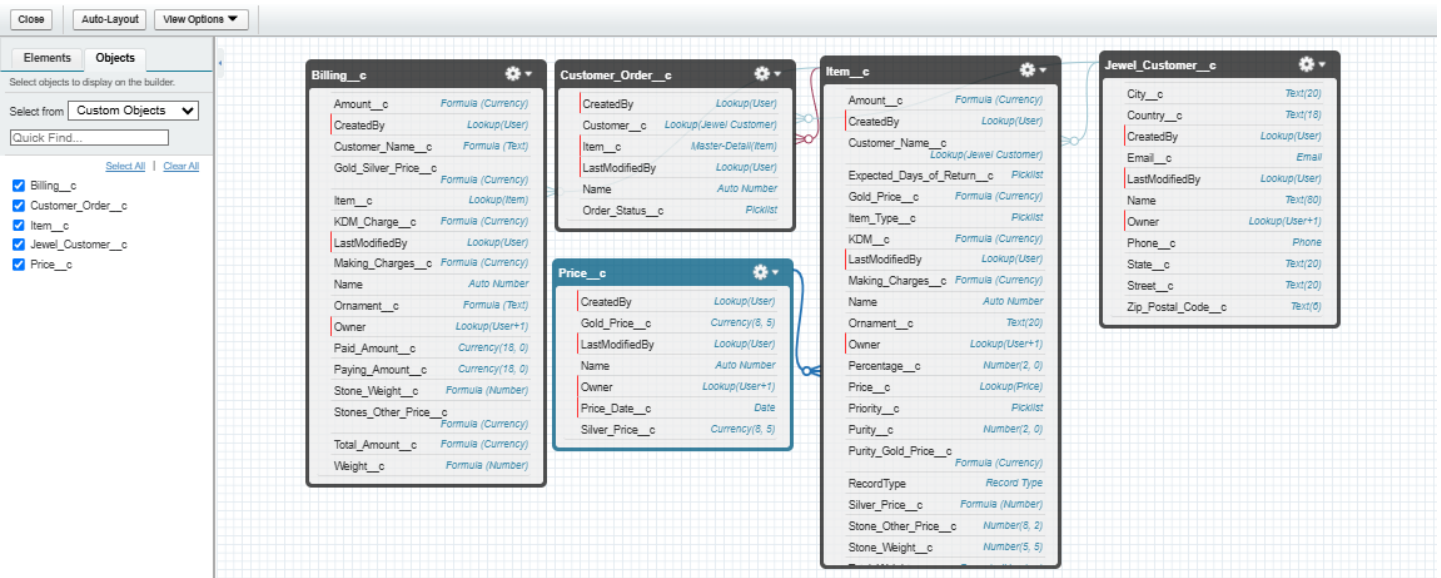 Close
Auto-Layout
View Options
Elements
Objects
Select objects to display on the builder.
Select from
Custom Objects
Quick Find...
Select All | Clear All
Billing__c
Customer_Order__c
Item__c
Jewel_Customer__c
Price__c
Billing__c
Amount__c Formula (Currency)
CreatedBy Lookup(User)
Customer_Name__c Formula (Text)
Gold_Silver_Price__c
Formula (Currency)
Item__c Lookup(Item)
KDM_Charge__c Formula (Currency)
LastModifiedBy Lookup(User)
Making_Charges__c Formula (Currency)
Name Auto Number
Ornament__c Formula (Text)
Owner Lookup(User+1)
Paid_Amount__c Currency(18, 0)
Paying_Amount__c Currency(18, 0)
Stone_Weight__c Formula (Number)
Stones_Other_Price__c
Formula (Currency)
Total_Amount__c Formula (Currency)
Weight__c Formula (Number)
Customer_Order__c
CreatedBy Lookup(User)
Customer__c Lookup(Jewel Customer)
Item__c Master-Detail(Item)
LastModifiedBy Lookup(User)
Name Auto Number
Order_Status__c Picklist
Price__c
CreatedBy Lookup(User)
Gold_Price__c Currency(8, 5)
LastModifiedBy Lookup(User)
Name Auto Number
Owner Lookup(User+1)
Price_Date__c Date
Silver_Price__c Currency(8, 5)
Item__c
Amount__c Formula (Currency)
CreatedBy Lookup(User)
Customer_Name__c
Lookup(Jewel Customer)
Expected_Days_of_Return__c Picklist
Gold_Price__c Formula (Currency)
Item_Type__c Picklist
KDM__c Formula (Currency)
LastModifiedBy Lookup(User)
Making_Charges__c Formula (Currency)
Name Auto Number
Ornament__c Text(20)
Owner Lookup(User+1)
Percentage__c Number(2, 0)
Price__c Lookup(Price)
Priority__c Picklist
Purity__c Number(2, 0)
Purity_Gold_Price__c
Formula (Currency)
RecordType Record Type
Silver_Price__c Formula (Number)
Stone_Other_Price__c Number(8, 2)
Stone_Weight__c Number(5, 5)
Jewel_Customer__c
City__c Text(20)
Country__c Text(18)
CreatedBy Lookup(User)
Email__c Email
LastModifiedBy Lookup(User)
Name Text(80)
Owner Lookup(User+1)
Phone__c Phone
State__c Text(20)
Street__c Text(20)
Zip_Postal_Code__c Text(6)